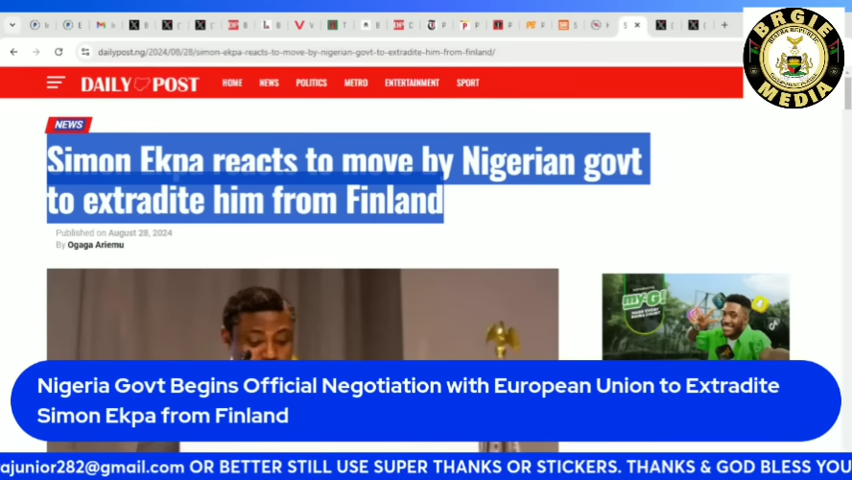 dailypost.ng/2024/08/28/simon-ekpa-reacts-to-move-by-nigerian-govt-to-extradite-him-from-finland/
BRGIE
BIAFRA REPUBLIC
MEDIA
DAILY POST HOME NEWS POLITICS METRO ENTERTAINMENT SPORT
NEWS
Simon Ekpa reacts to move by Nigerian govt
to extradite him from Finland
Published on August 28, 2024
By Ogaga Ariemu
my-G!
Nigeria Govt Begins Official Negotiation with European Union to Extradite
Simon Ekpa from Finland
ajunior282@gmail.com OR BETTER STILL USE SUPER THANKS OR STICKERS. THANKS & GOD BLESS YOU